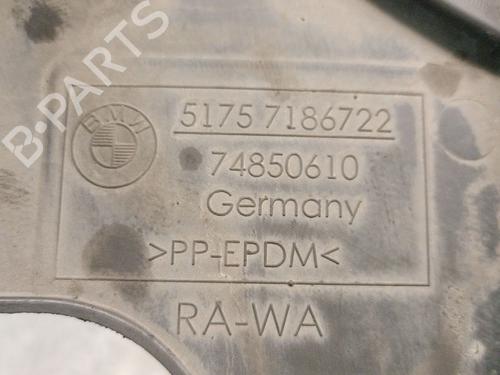 B-PARTS
BMW
5175 7186722
74850610
Germany
>PP-EPDM<
RA-WA